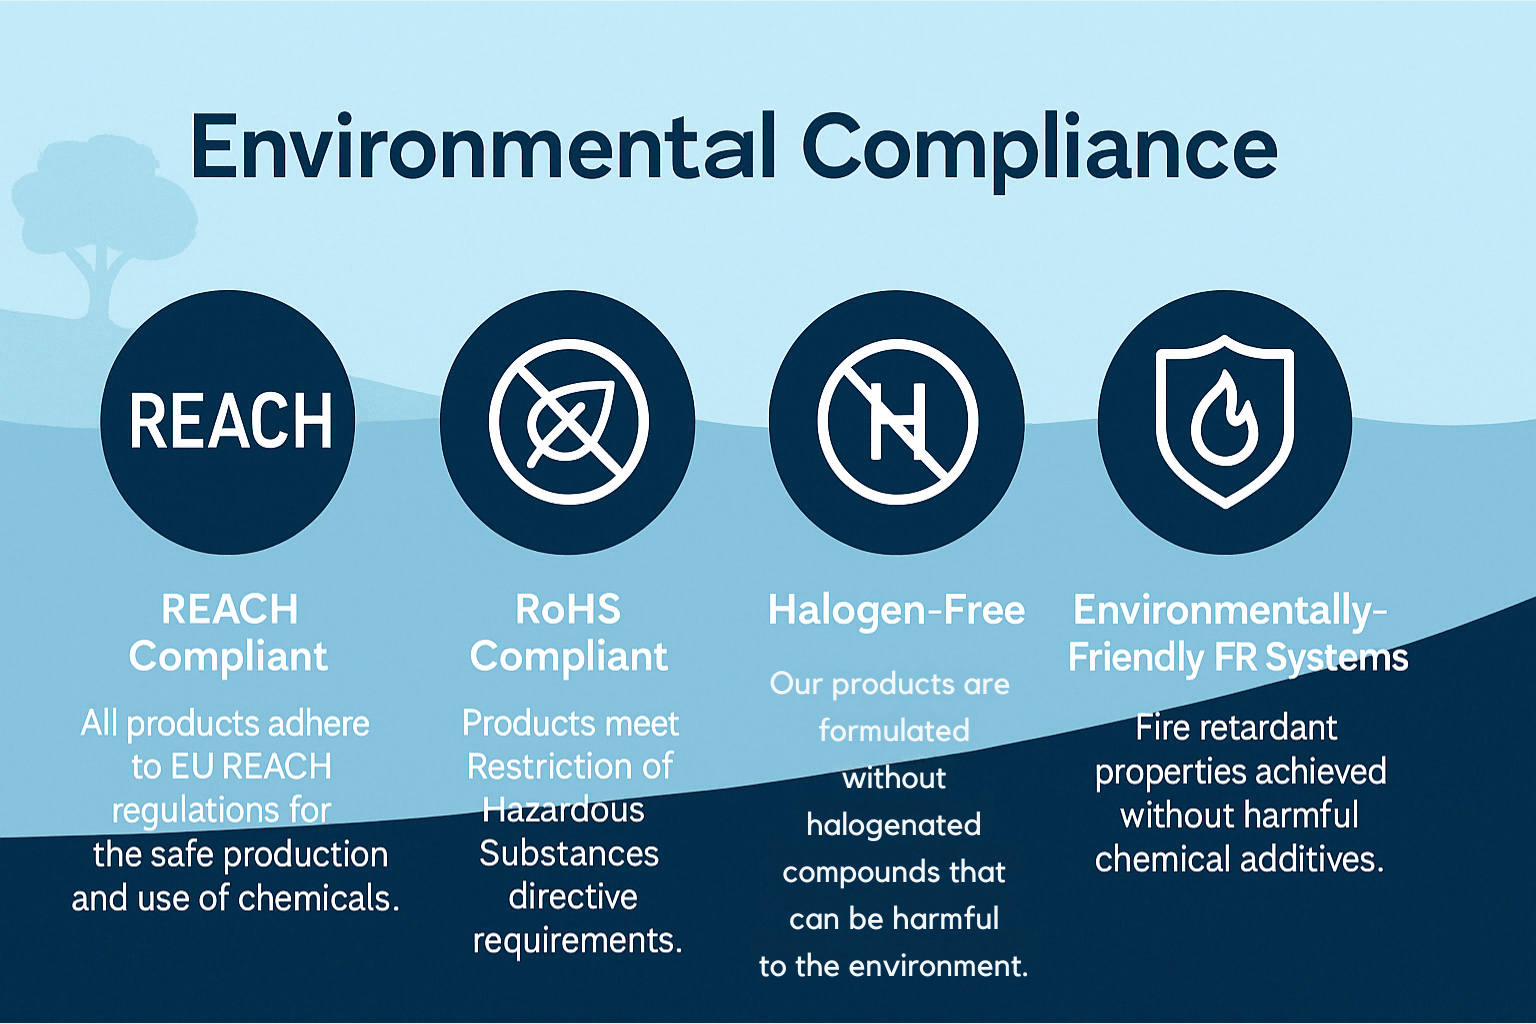 Environmental Compliance
REACH
H
REACH
Compliant
All products adhere
to EU REACH
regulations for
the safe production
and use of chemicals.
RoHS
Compliant
Products meet
Restriction of
Hazardous
Substances
directive
requirements.
Halogen-Free
Our products are
formulated
without
halogenated
compounds that
can be harmful
to the environment.
Environmentally-
Friendly FR Systems
Fire retardant
properties achieved
without harmful
chemical additives.